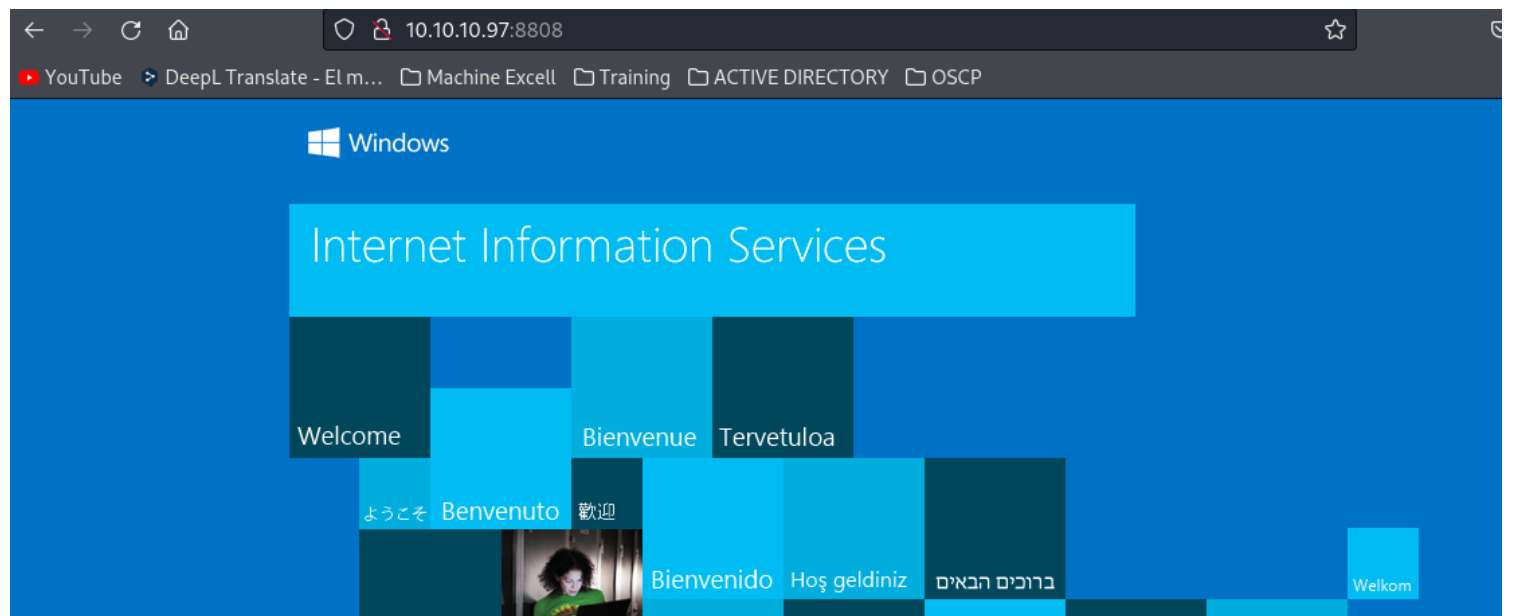 10.10.10.97:8808
YouTube DeepL Translate - El m... Machine Excell Training ACTIVE DIRECTORY OSCP
Windows
Internet Information Services
Welcome Bienvenue Tervetuloa
ようこそ Benvenuto 歡迎
Bienvenido Hoş geldiniz ברוכים הבאים Welkom